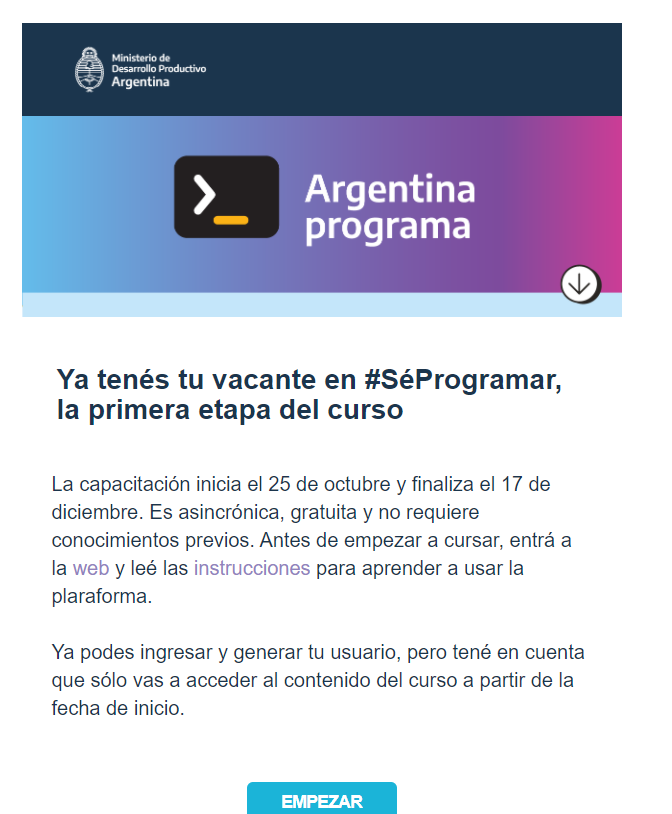 Ministerio de
Desarrollo Productivo
Argentina
Argentina
programa
Ya tenés tu vacante en #SéProgramar,
la primera etapa del curso
La capacitación inicia el 25 de octubre y finaliza el 17 de
diciembre. Es asincrónica, gratuita y no requiere
conocimientos previos. Antes de empezar a cursar, entrá a
la web y leé las instrucciones para aprender a usar la
plaraforma.
Ya podes ingresar y generar tu usuario, pero tené en cuenta
que sólo vas a acceder al contenido del curso a partir de la
fecha de inicio.
EMPEZAR